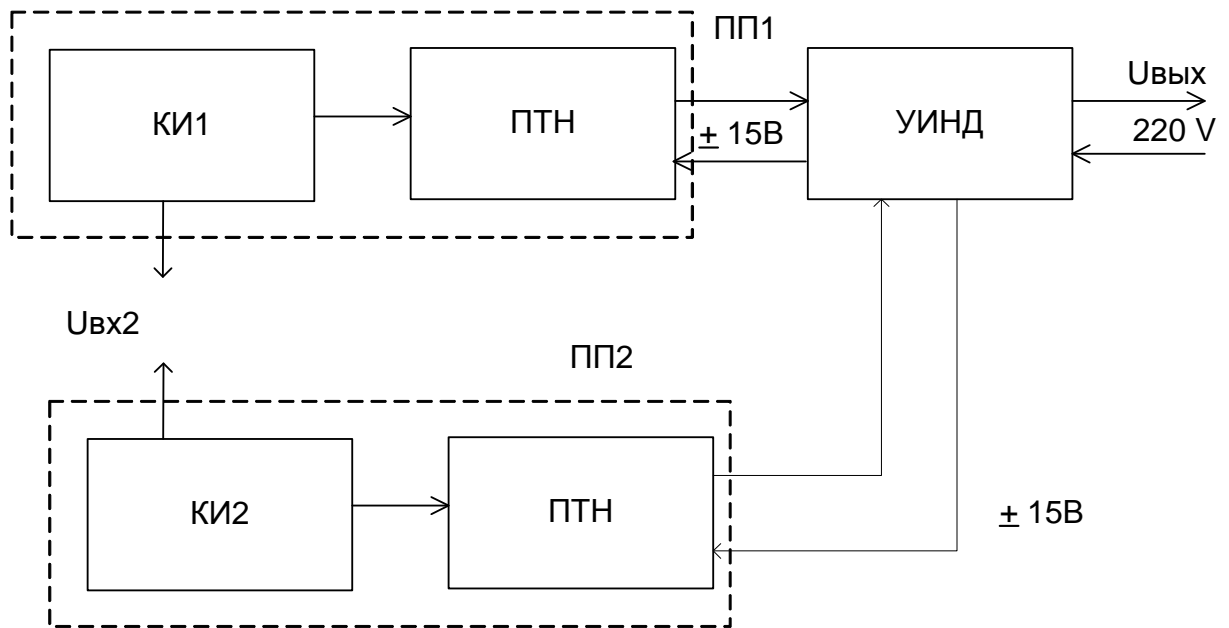 ПП1
КИ1
ПТН
УИНД
Uвых
± 15В
220 V
Uвх2
ПП2
КИ2
ПТН
± 15В